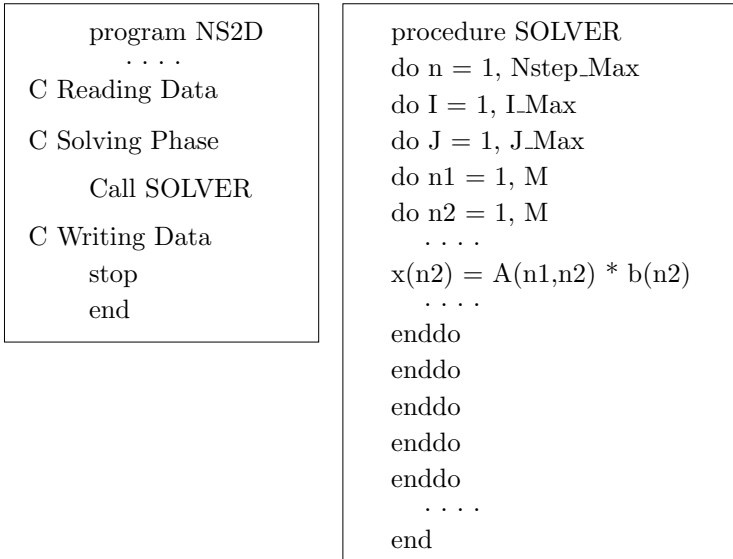 program NS2D
. . . .
C Reading Data
C Solving Phase
Call SOLVER
C Writing Data
stop
end
procedure SOLVER
do n = 1, Nstep_Max
do I = 1, I_Max
do J = 1, J_Max
do n1 = 1, M
do n2 = 1, M
. . . .
x(n2) = A(n1,n2) * b(n2)
. . . .
enddo
enddo
enddo
enddo
enddo
. . . .
end